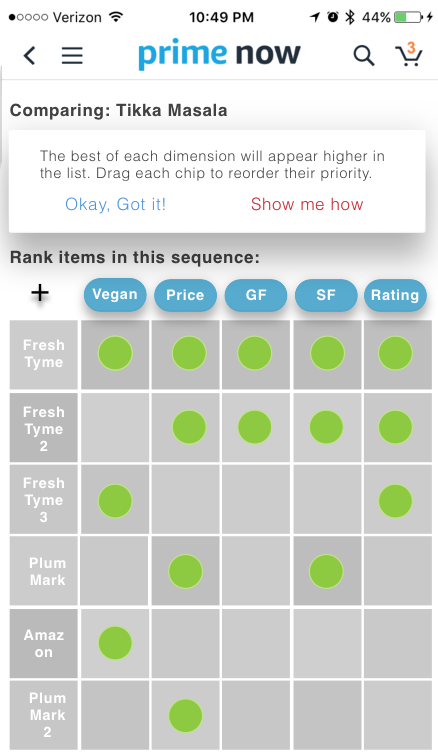 Verizon 10:49 PM 44%
prime now 3
Comparing: Tikka Masala
The best of each dimension will appear higher in
the list. Drag each chip to reorder their priority.
Okay, Got it! Show me how
Rank items in this sequence:
+ Vegan Price GF SF Rating
Fresh
Tyme
Fresh
Tyme
2
Fresh
Tyme
3
Plum
Mark
Amaz
on
Plum
Mark
2